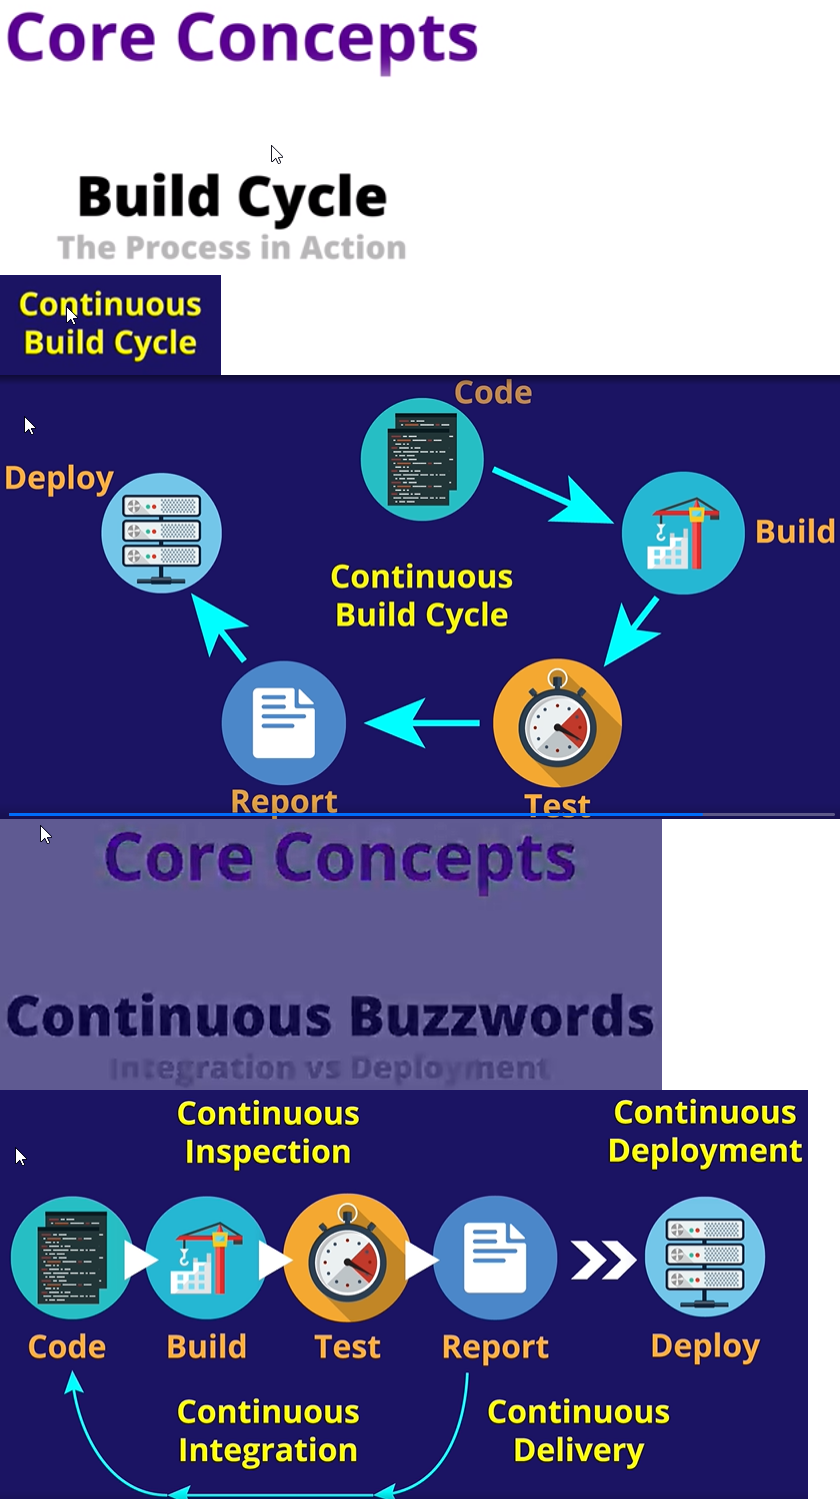 Core Concepts
Build Cycle
The Process in Action
Continuous
Build Cycle
Code
Deploy
Build
Continuous
Build Cycle
Report
Test
Core Concepts
Continuous Buzzwords
Integration vs Deployment
Continuous
Inspection
Continuous
Deployment
Code
Build
Test
Report
Deploy
Continuous
Integration
Continuous
Delivery